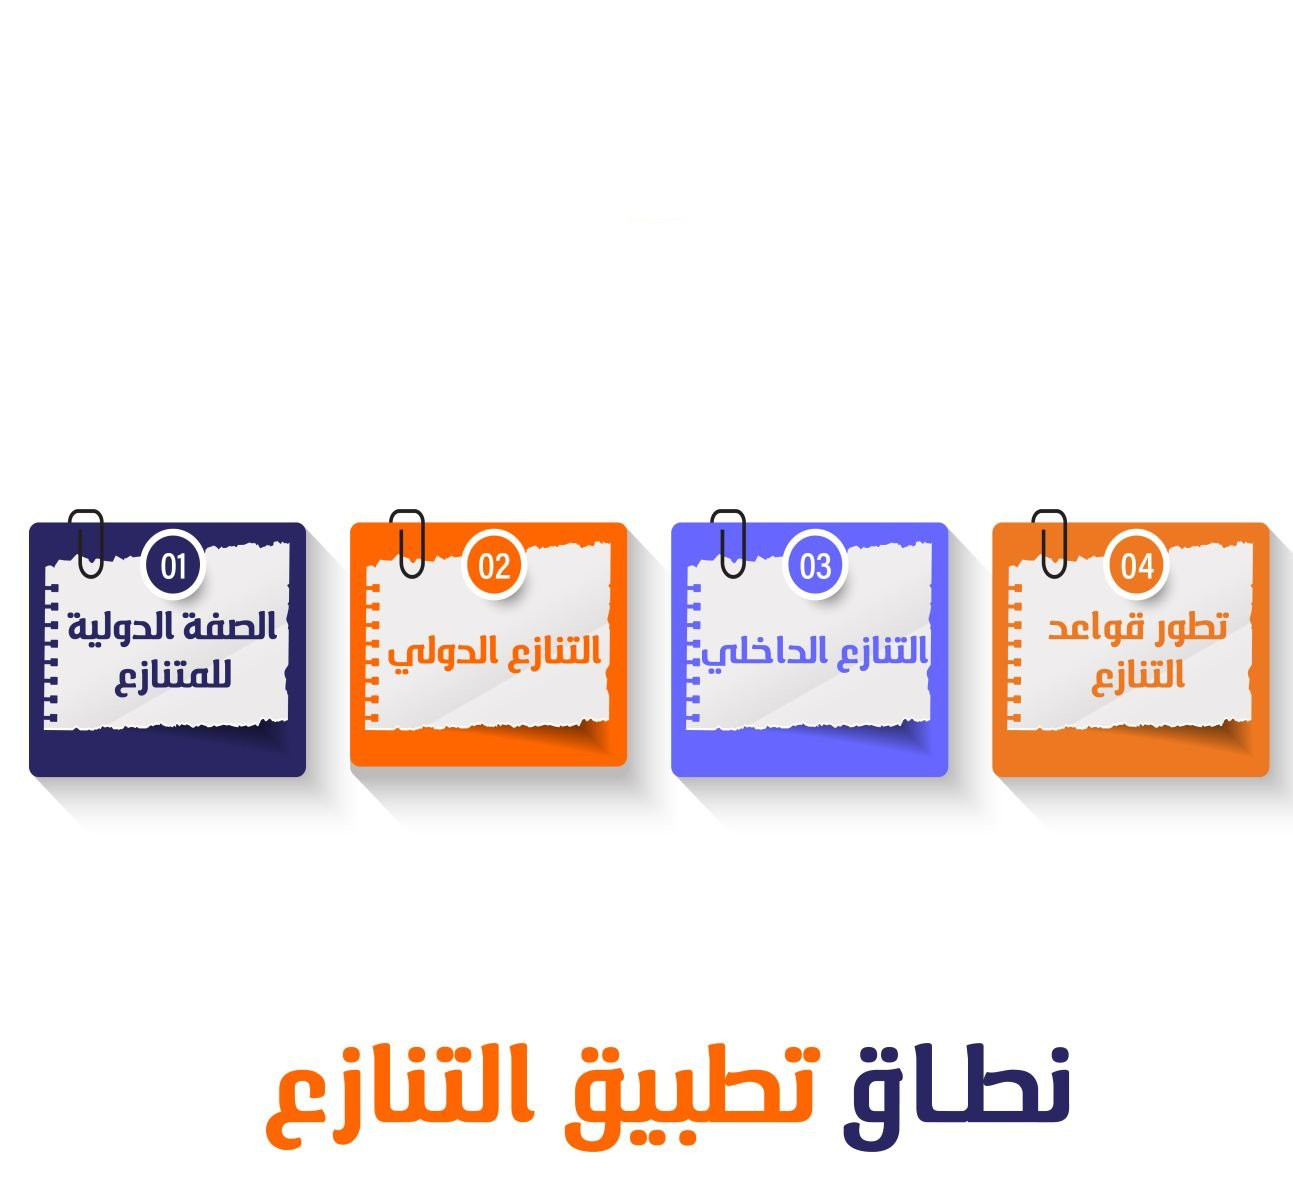 01
الصفة الدولية
للمتنازع
02
التنازع الدولي
03
التنازع الداخلي
04
تطور قواعد
التنازع
نطاق تطبيق التنازع